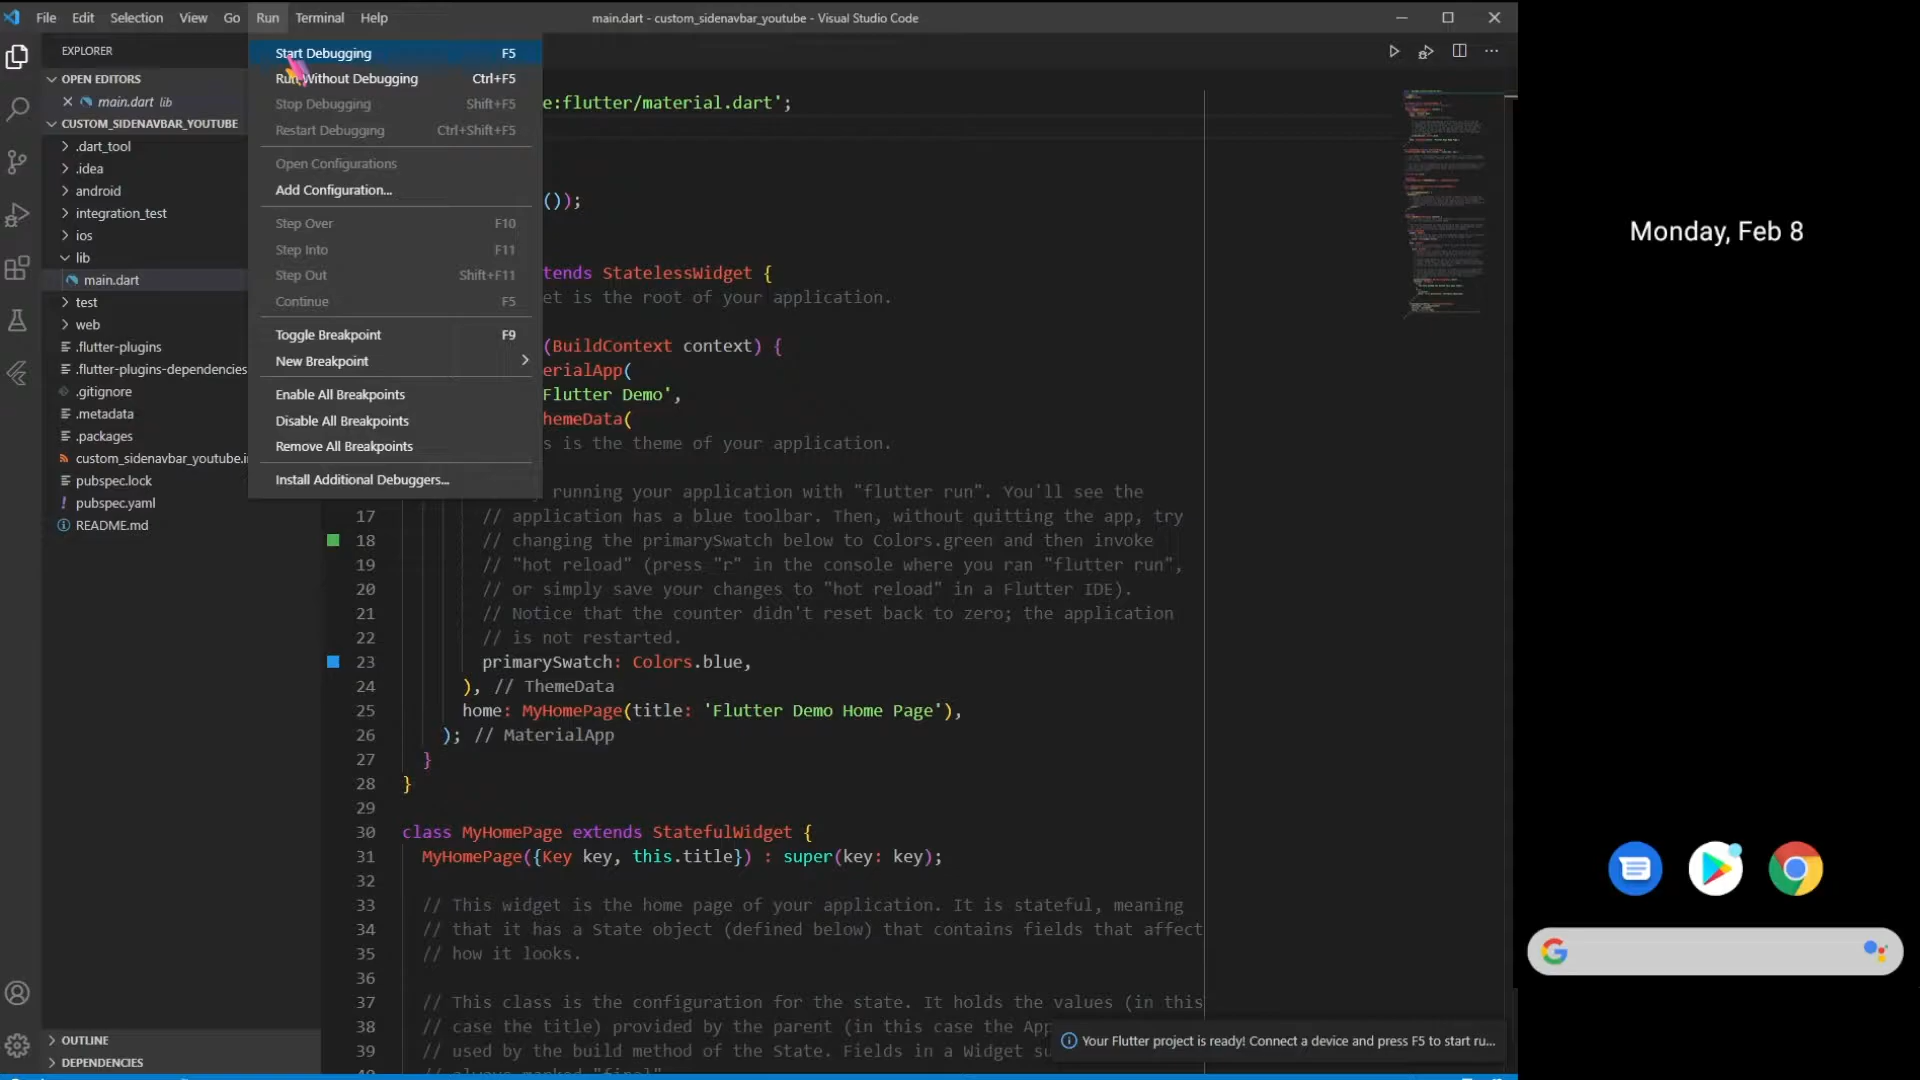 File Edit Selection View Go Run Terminal Help
main.dart - custom_sidenavbar_youtube - Visual Studio Code
EXPLORER
OPEN EDITORS
main.dart lib
CUSTOM_SIDENAVBAR_YOUTUBE
.dart_tool
.idea
android
integration_test
ios
lib
main.dart
test
web
.flutter-plugins
.flutter-plugins-dependencies
.gitignore
.metadata
.packages
pubspec.lock
pubspec.yaml
README.md
OUTLINE
DEPENDENCIES
Start Debugging F5
Run Without Debugging Ctrl+F5
Stop Debugging Shift+F5
Restart Debugging Ctrl+Shift+F5
Open Configurations
Add Configuration...
Step Over F10
Step Into F11
Step Out Shift+F11
Continue F5
Toggle Breakpoint F9
New Breakpoint
Enable All Breakpoints
Disable All Breakpoints
Remove All Breakpoints
Install Additional Debuggers...
e:flutter/material.dart';
());
tends StatelessWidget {
et is the root of your application.
(BuildContext context) {
erialApp(
Flutter Demo',
hemeData(
s is the theme of your application.
running your application with "flutter run". You'll see the
17 // application has a blue toolbar. Then, without quitting the app, try
18 // changing the primarySwatch below to Colors.green and then invoke
19 // "hot reload" (press "r" in the console where you ran "flutter run",
20 // or simply save your changes to "hot reload" in a Flutter IDE).
21 // Notice that the counter didn't reset back to zero; the application
22 // is not restarted.
23 primarySwatch: Colors.blue,
24 ), // ThemeData
25 home: MyHomePage(title: 'Flutter Demo Home Page'),
26 ); // MaterialApp
27 }
28 }
29
30 class MyHomePage extends StatefulWidget {
31 MyHomePage({Key key, this.title}) : super(key: key);
32
33 // This widget is the home page of your application. It is stateful, meaning
34 // that it has a State object (defined below) that contains fields that affect
35 // how it looks.
36
37 // This class is the configuration for the state. It holds the values (in this
38 // case the title) provided by the parent (in this case the App
39 // used by the build method of the State. Fields in a Widget su
Your Flutter project is ready! Connect a device and press F5 to start ru...
Monday, Feb 8